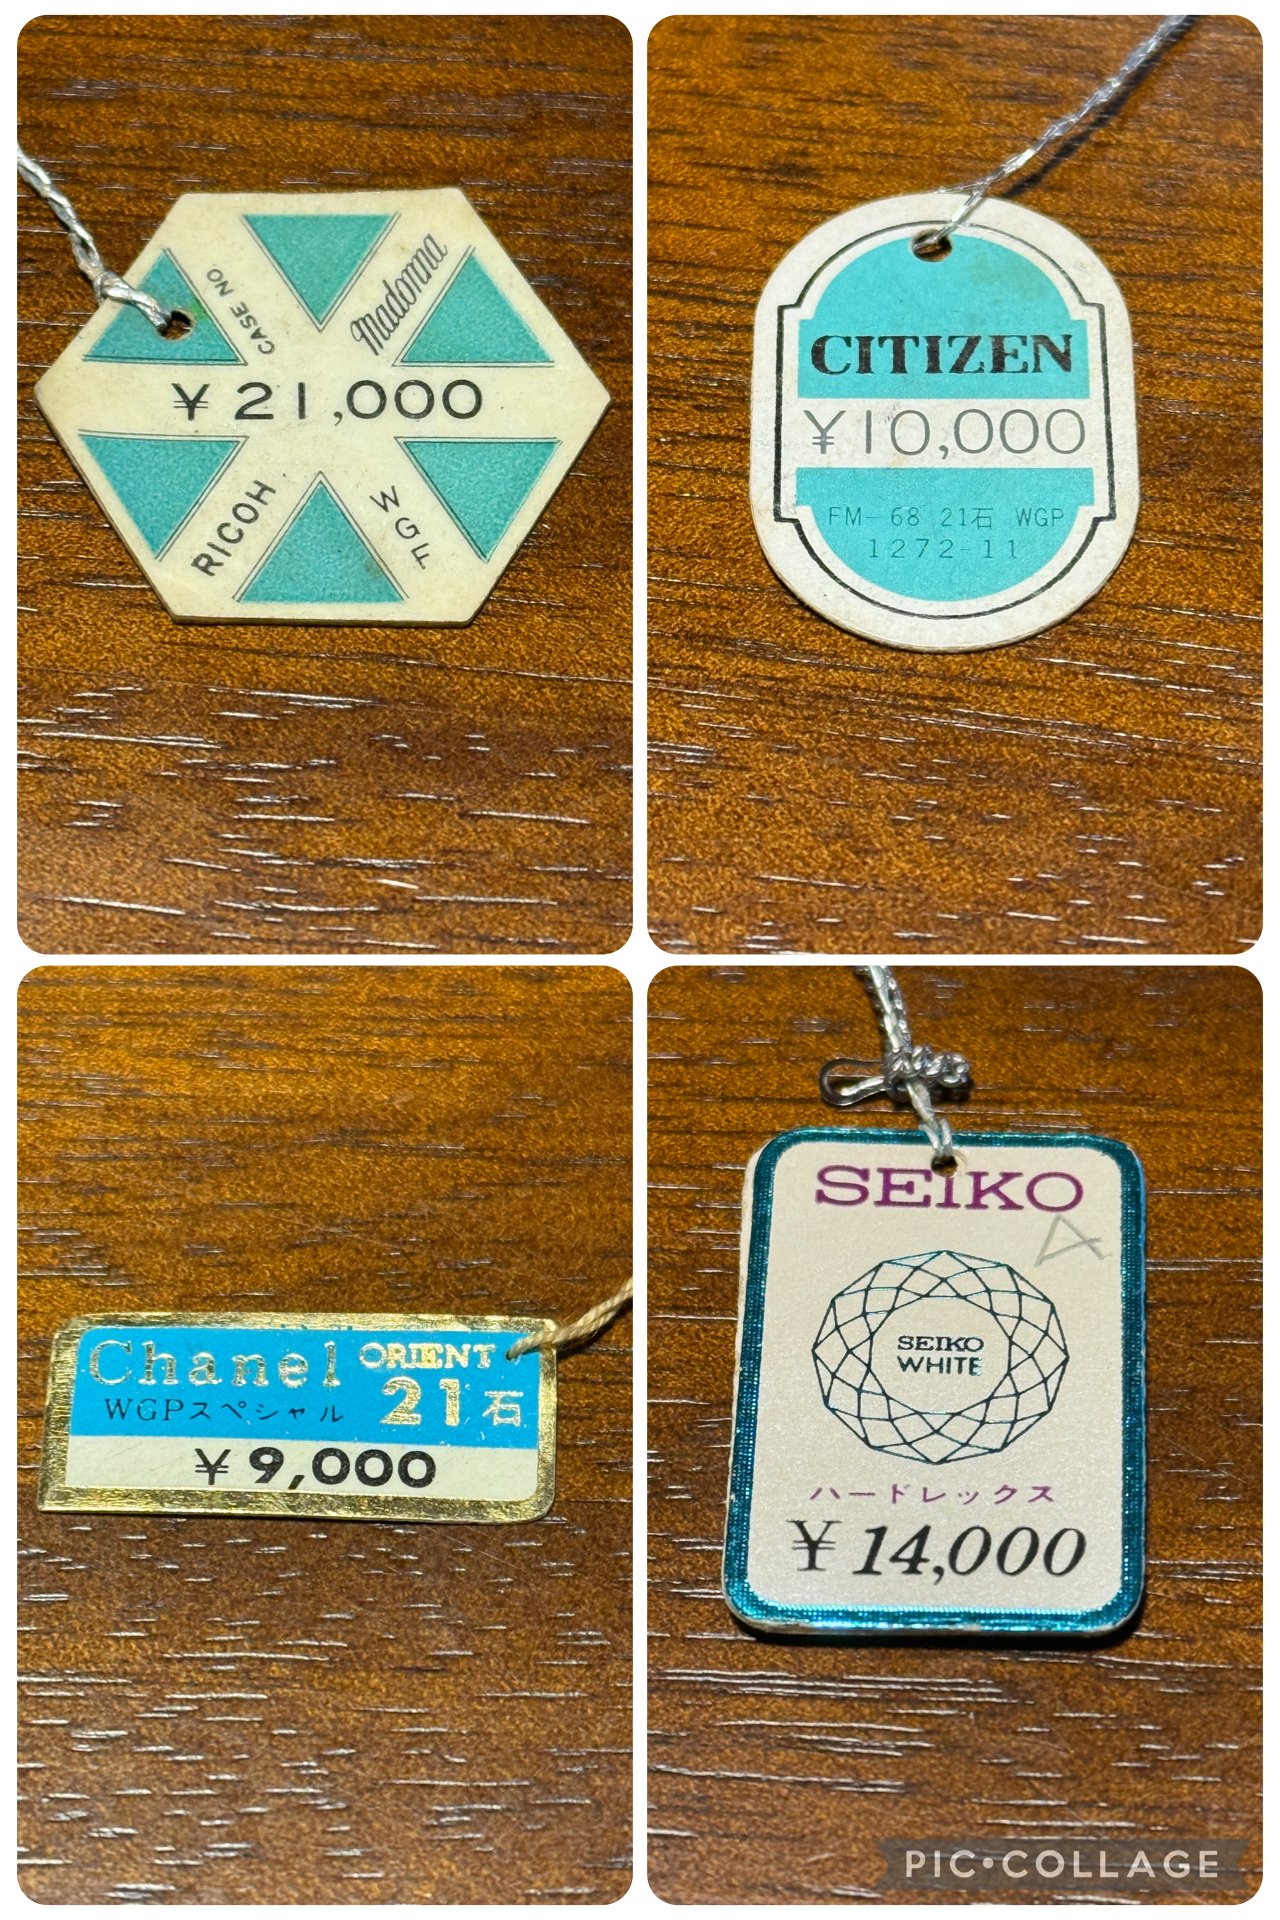 CASE NO.
Madonna
¥21,000
RICOH
WGF
CITIZEN
¥10,000
FM-68 21石 WGP
1272-11
Chanel ORIENT
WGPスペシャル 21石
¥9,000
SEIKO
A
SEIKO
WHITE
ハードレックス
¥14,000
PIC•COLLAGE